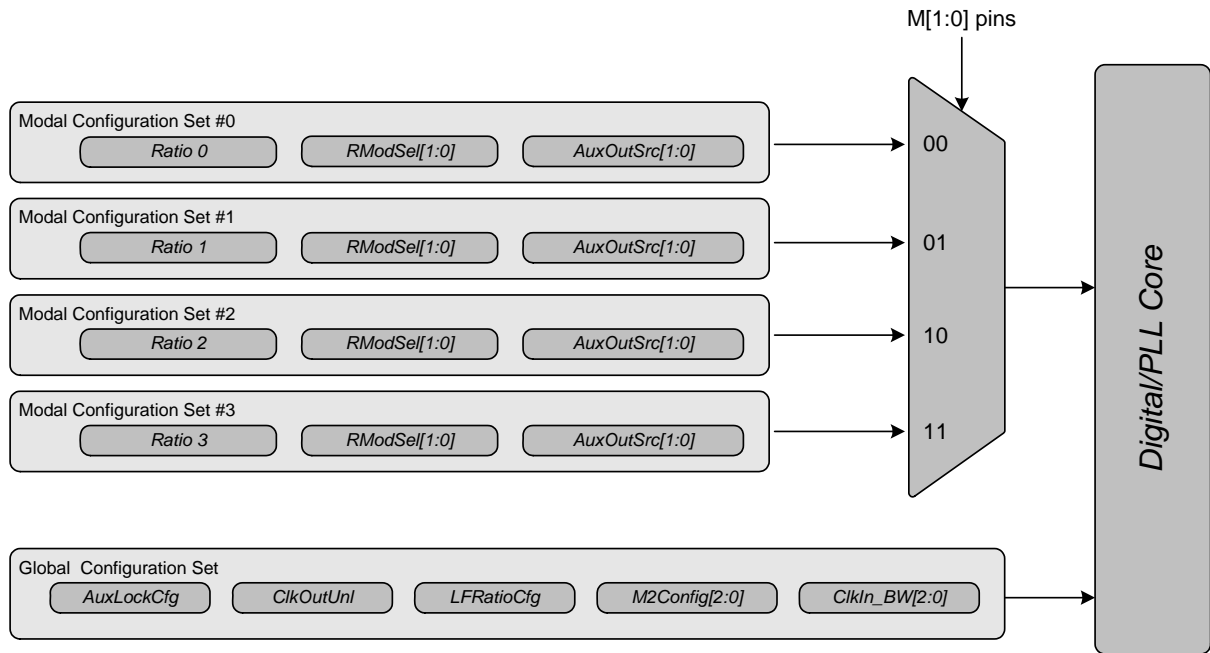 M[1:0] pins
Modal Configuration Set #0
Ratio 0 RModSel[1:0] AuxOutSrc[1:0]
00
Modal Configuration Set #1
Ratio 1 RModSel[1:0] AuxOutSrc[1:0]
01
Modal Configuration Set #2
Ratio 2 RModSel[1:0] AuxOutSrc[1:0]
10
Modal Configuration Set #3
Ratio 3 RModSel[1:0] AuxOutSrc[1:0]
11
Digital/PLL Core
Global Configuration Set
AuxLockCfg ClkOutUnl LFRatioCfg M2Config[2:0] ClkIn_BW[2:0]